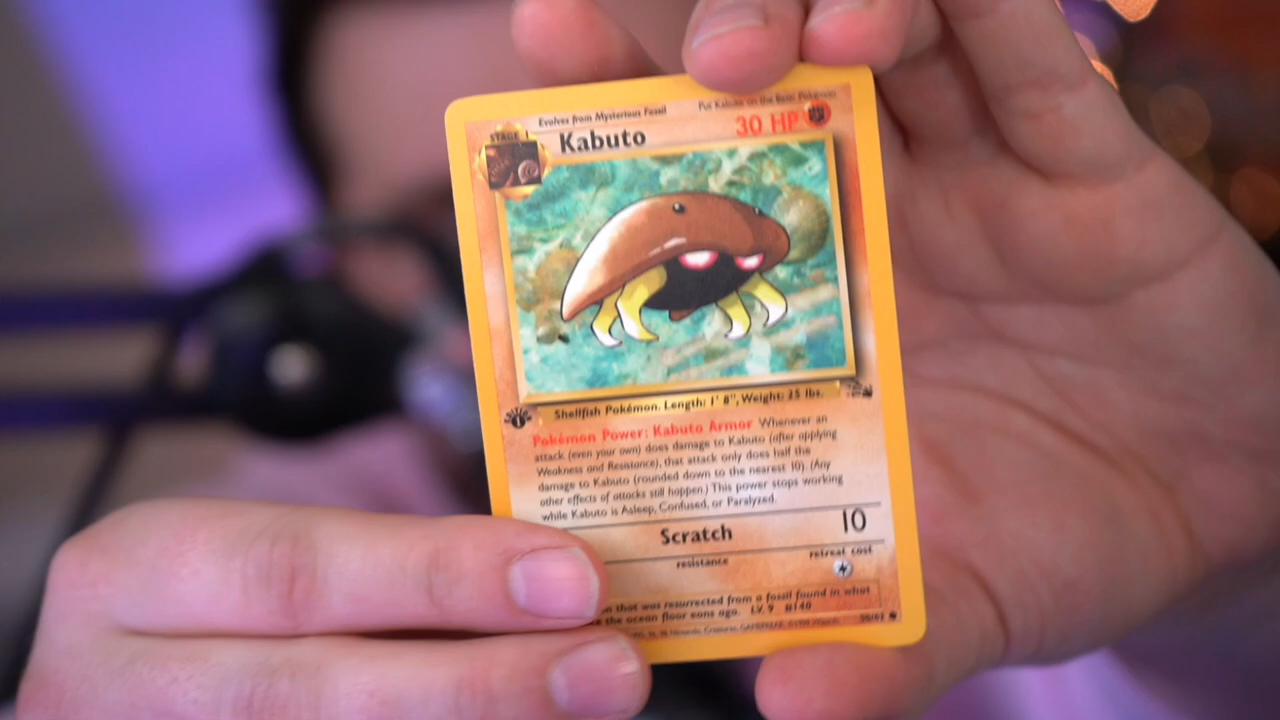 Evolves from Mysterious Fossil
Put Kabuto on the Basic Pokémon
STAGE 1
Kabuto
30 HP
Shellfish Pokémon. Length: 1' 8", Weight: 25 lbs.
Pokémon Power: Kabuto Armor Whenever an
attack (even your own) does damage to Kabuto (after applying
Weakness and Resistance), that attack only does half the
damage to Kabuto (rounded down to the nearest 10). (Any
other effects of attacks still happen.) This power stops working
while Kabuto is Asleep, Confused, or Paralyzed.
Scratch 10
resistance
retreat cost
n that was resurrected from a fossil found in what
the ocean floor eons ago. LV. 9 #140
50/62